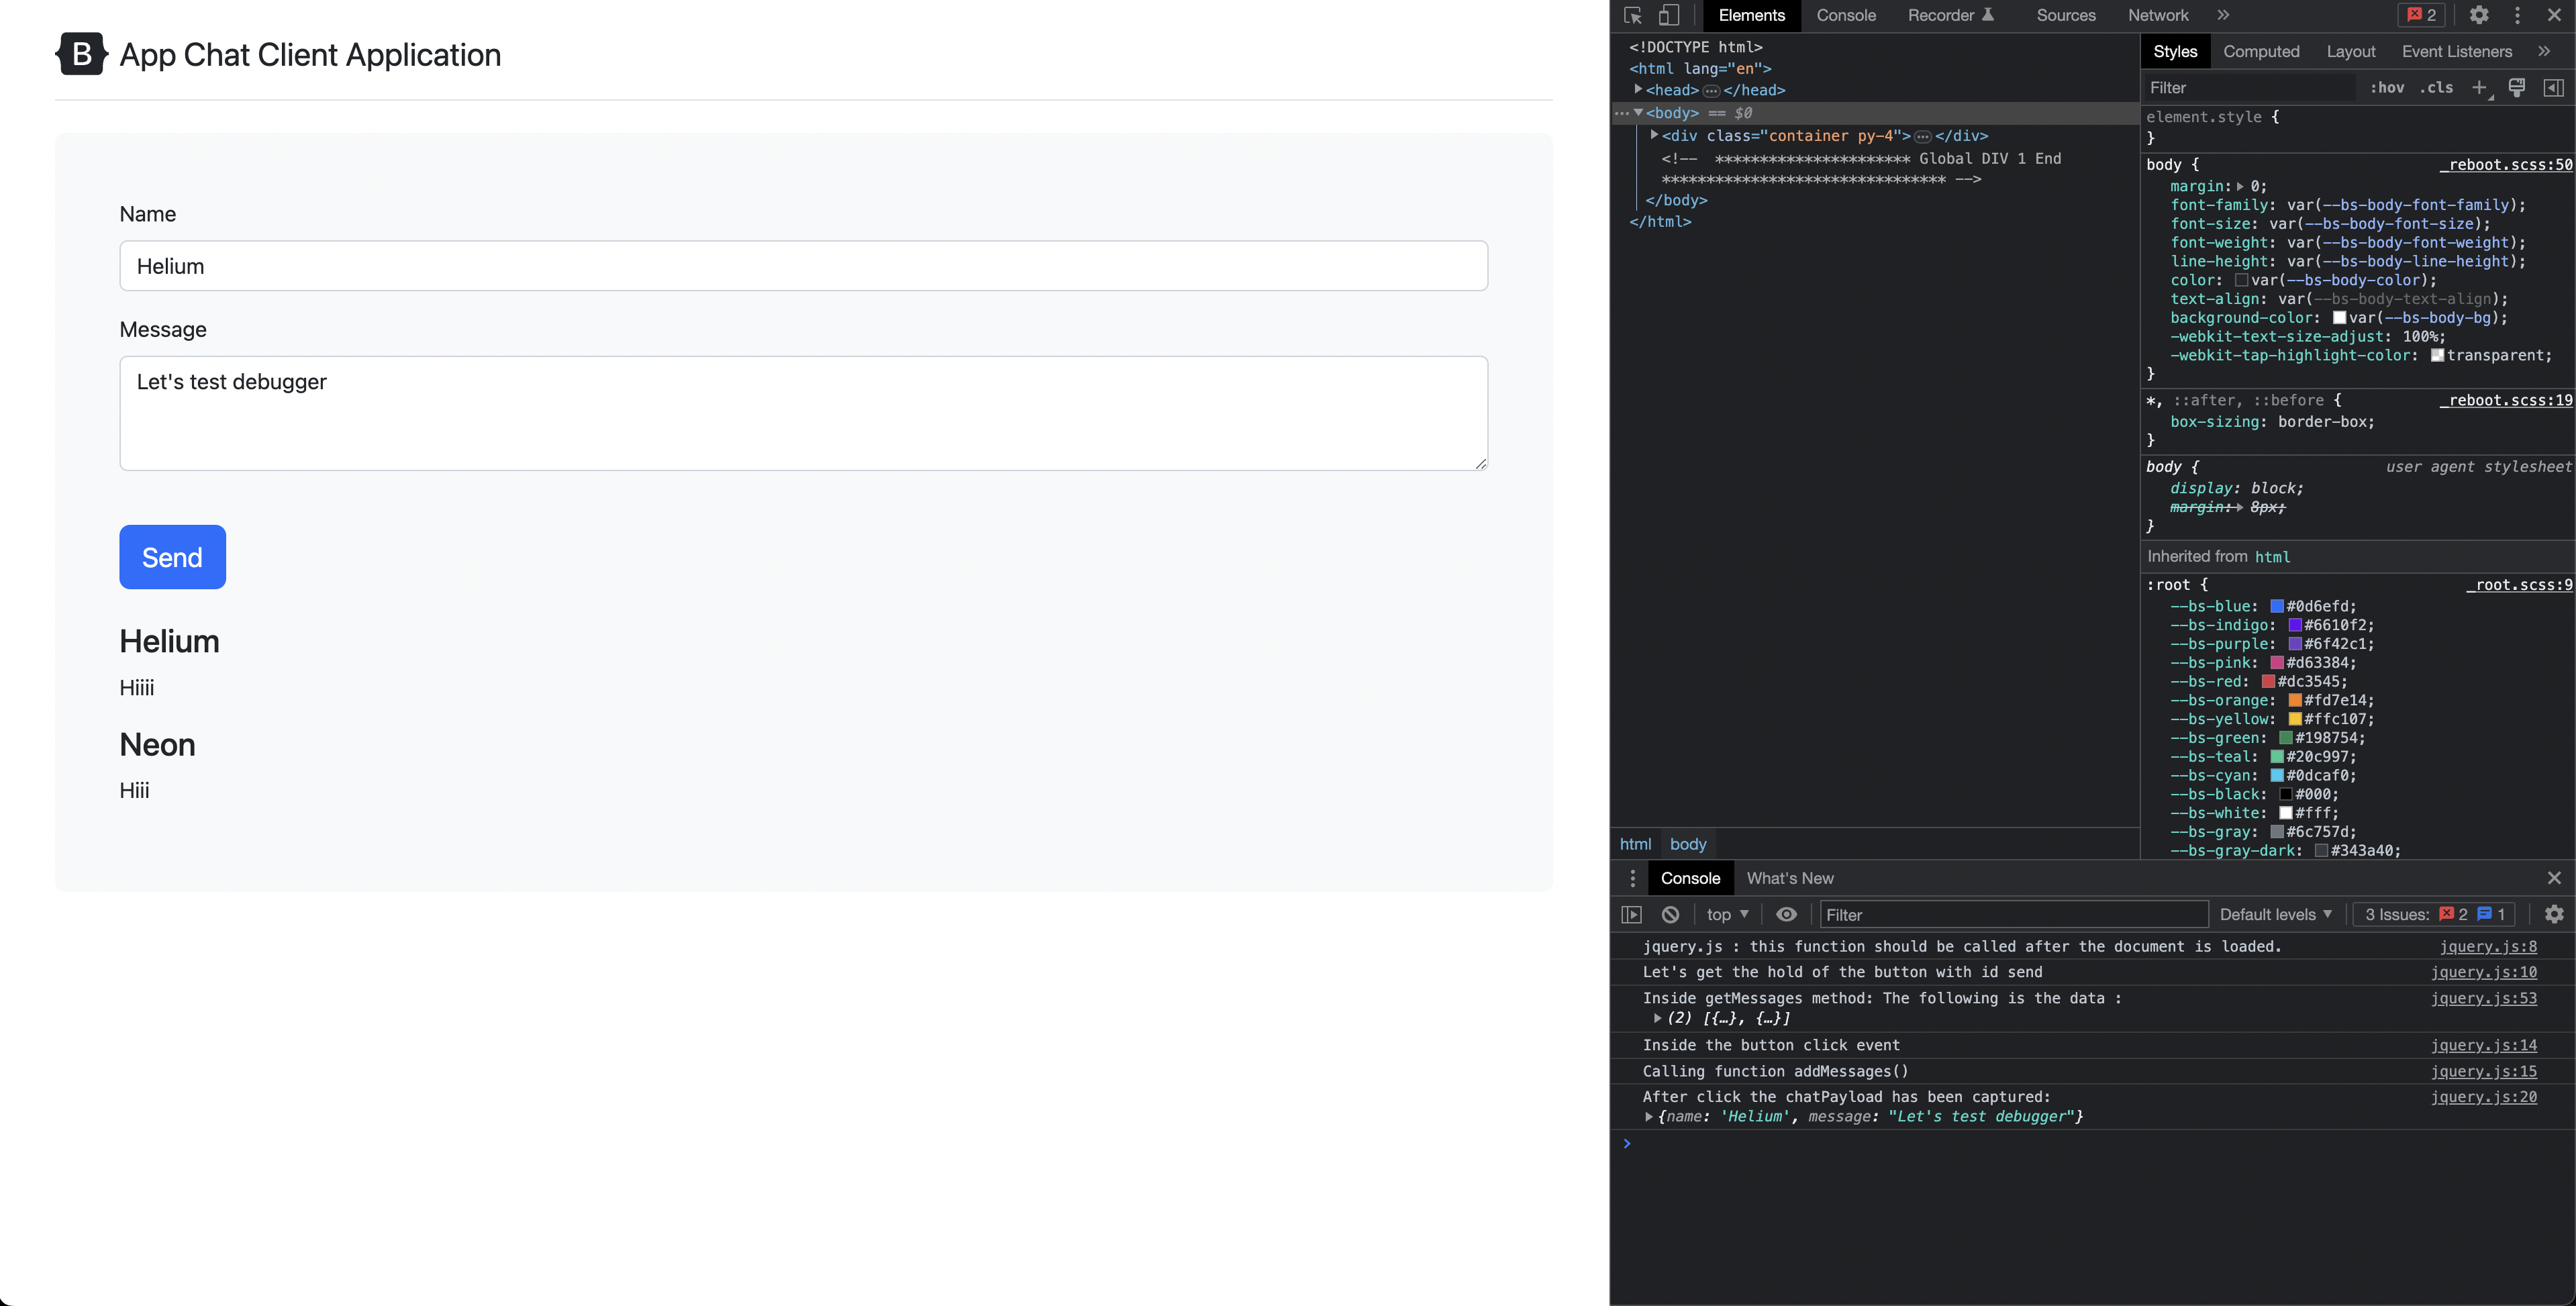 B App Chat Client Application
Name
Helium
Message
Let's test debugger
Send
Helium
Hiiii
Neon
Hiii
Elements Console Recorder Sources Network 2
<!DOCTYPE html>
<html lang="en">
<head> </head>
<body> == $0
<div class="container py-4"> </div>
<!-- ********************** Global DIV 1 End
******************************** -->
</body>
</html>
html body
Styles Computed Layout Event Listeners
Filter :hov .cls
element.style {
}
body { _reboot.scss:50
margin: 0;
font-family: var(--bs-body-font-family);
font-size: var(--bs-body-font-size);
font-weight: var(--bs-body-font-weight);
line-height: var(--bs-body-line-height);
color: var(--bs-body-color);
text-align: var(--bs-body-text-align);
background-color: var(--bs-body-bg);
-webkit-text-size-adjust: 100%;
-webkit-tap-highlight-color: transparent;
}
*, ::after, ::before { _reboot.scss:19
box-sizing: border-box;
}
body { user agent stylesheet
display: block;
margin: 8px;
}
Inherited from html
:root { _root.scss:9
--bs-blue: #0d6efd;
--bs-indigo: #6610f2;
--bs-purple: #6f42c1;
--bs-pink: #d63384;
--bs-red: #dc3545;
--bs-orange: #fd7e14;
--bs-yellow: #ffc107;
--bs-green: #198754;
--bs-teal: #20c997;
--bs-cyan: #0dcaf0;
--bs-black: #000;
--bs-white: #fff;
--bs-gray: #6c757d;
--bs-gray-dark: #343a40;
Console What's New
top Filter Default levels 3 Issues: 2 1
jquery.js : this function should be called after the document is loaded. jquery.js:8
Let's get the hold of the button with id send jquery.js:10
Inside getMessages method: The following is the data : jquery.js:53
(2) [{…}, {…}]
Inside the button click event jquery.js:14
Calling function addMessages() jquery.js:15
After click the chatPayload has been captured: jquery.js:20
{name: 'Helium', message: "Let's test debugger"}